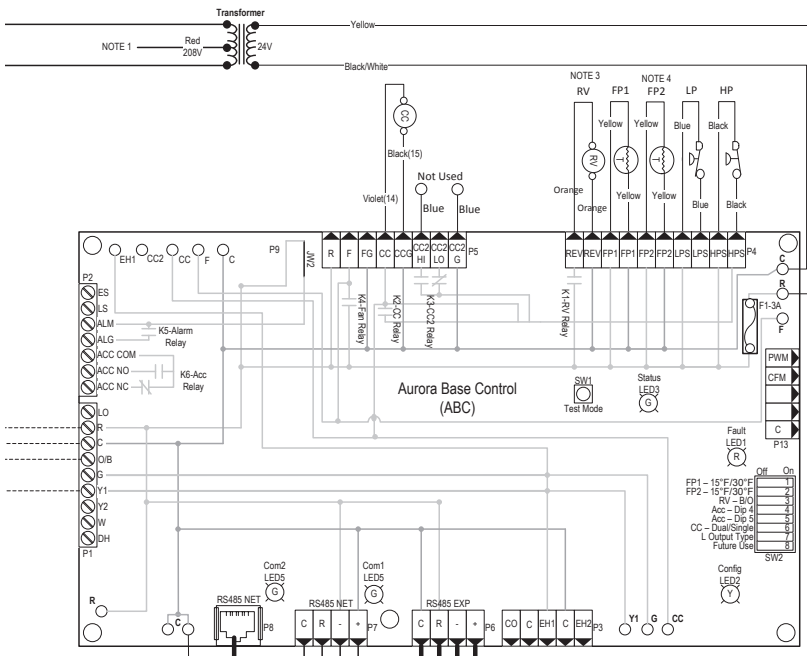 Transformer
Yellow
NOTE 1
Red
208V
24V
Black/White
NOTE 3
RV
FP1
NOTE 4
FP2
LP
HP
CC
Black(15)
Violet(14)
Not Used
Blue
Blue
Yellow
Yellow
Blue
Black
RV
T
T
Orange
Orange
Yellow
Yellow
Blue
Black
EH1
CC2
CC
F
C
P9
JW2
R
F
FG
CC
CCG
CC2 HI
CC2 LO
CC2 G
P5
REV
REV
FP1
FP1
FP2
FP2
LPS
LPS
HPS
HPS
P4
C
R
F1-3A
F
P2
ES
LS
ALM
ALG
ACC COM
ACC NO
ACC NC
K5-Alarm
Relay
K6-Acc
Relay
K4-Fan Relay
K2-CC Relay
K3-CC2 Relay
K1-RV Relay
Aurora Base Control
(ABC)
SW1
Test Mode
Status
LED3
G
PWM
CFM
C
P13
LO
R
C
O/B
G
Y1
Y2
W
DH
P1
Fault
LED1
R
Off
On
FP1 – 15°F/30°F 1
FP2 – 15°F/30°F 2
RV – B/O 3
Acc – Dip 4 4
Acc – Dip 5 5
CC – Dual/Single 6
L Output Type 7
Future Use 8
SW2
Config
LED2
Y
R
C
Com2
LED5
G
Com1
LED5
G
RS485 NET
P8
RS485 NET
C
R
-
+
P7
RS485 EXP
C
R
-
+
P6
CO
C
EH1
C
EH2
P3
Y1
G
CC